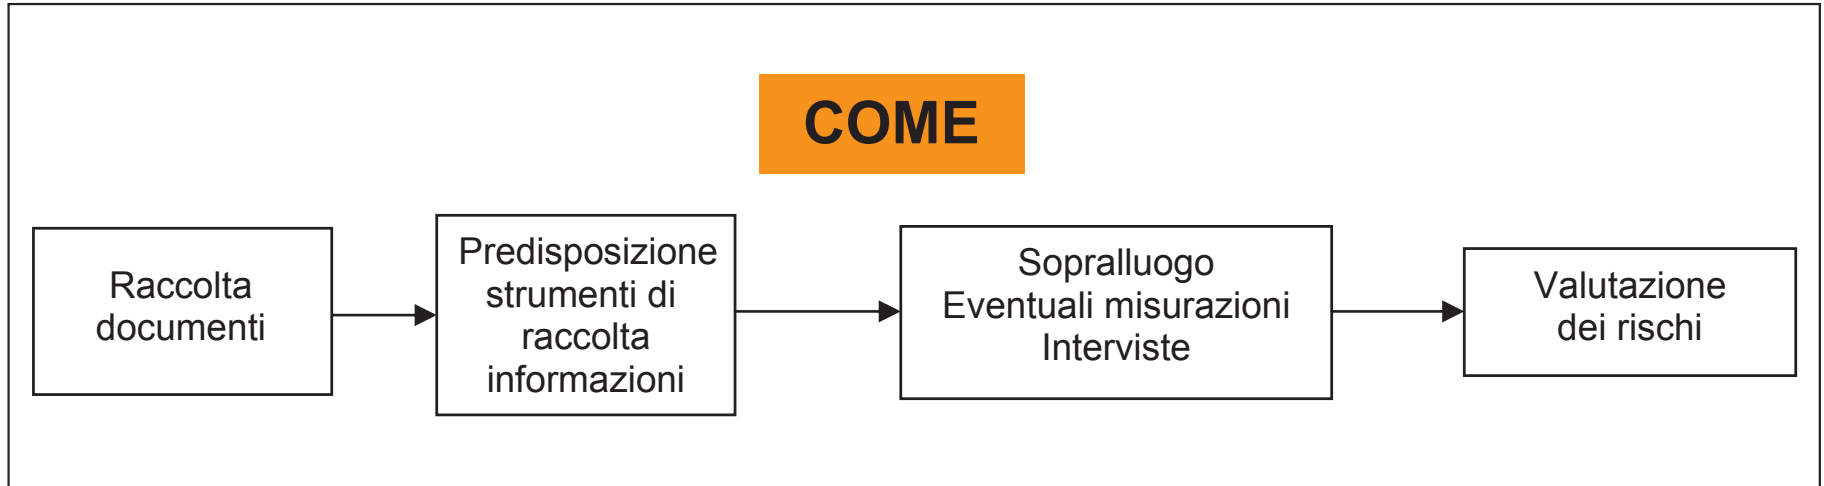 COME
Raccolta
documenti
Predisposizione
strumenti di
raccolta
informazioni
Sopralluogo
Eventuali misurazioni
Interviste
Valutazione
dei rischi